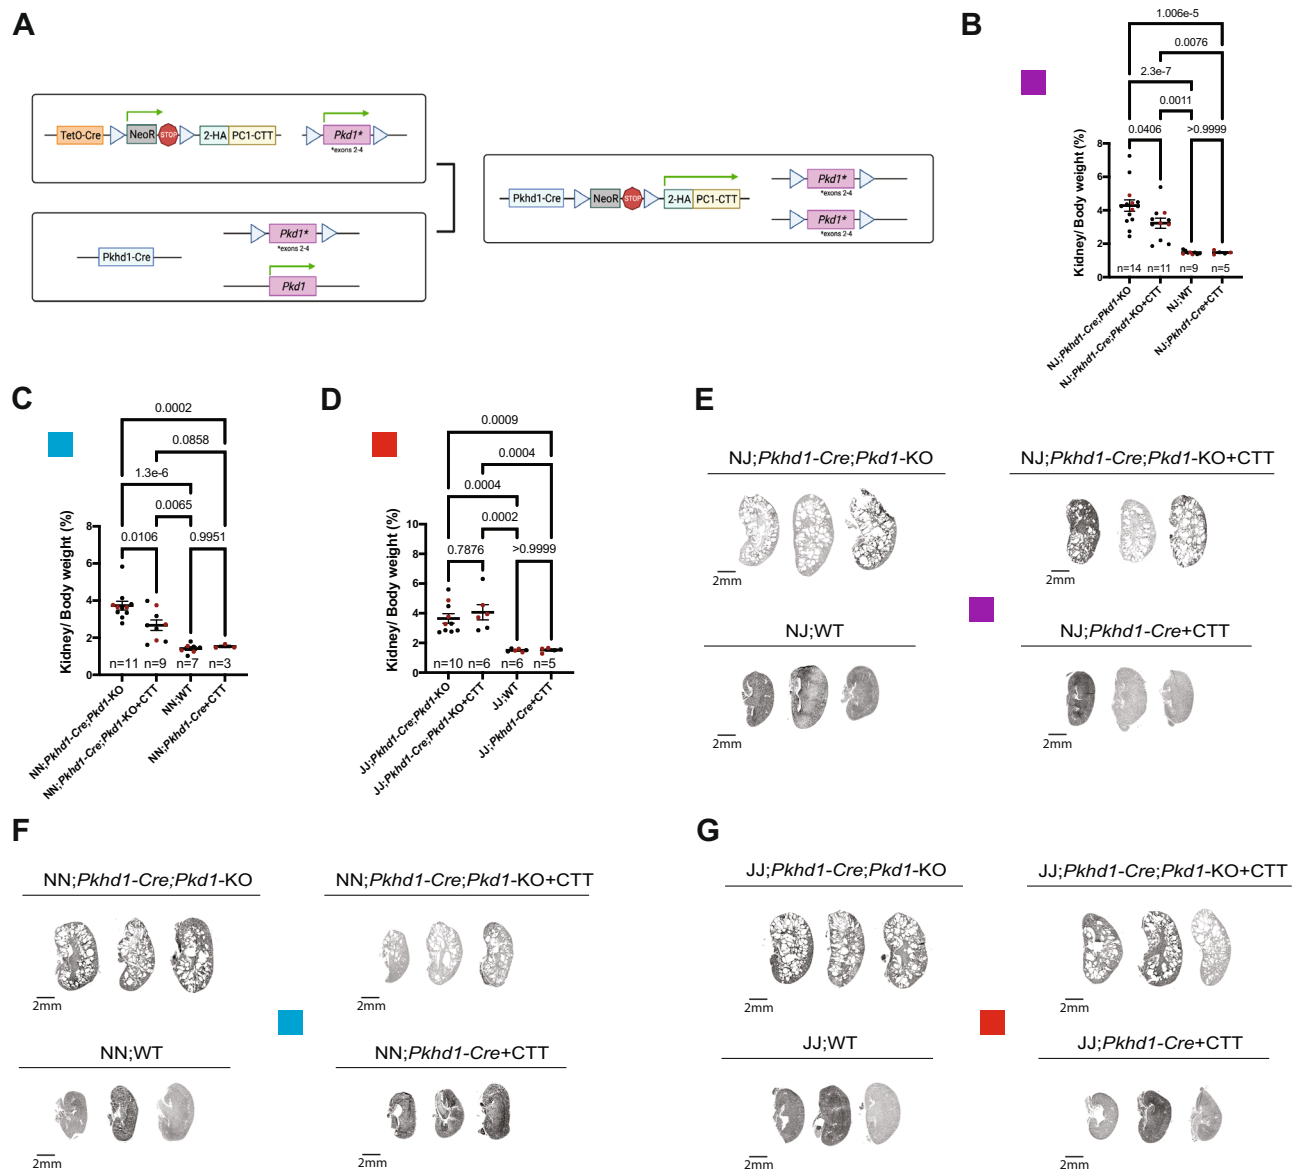 A
TetO-Cre
NeoR
STOP
2-HA
PC1-CTT
Pkd1*
*exons 2-4
Pkhd1-Cre
Pkd1*
*exons 2-4
Pkd1
Pkhd1-Cre
NeoR
STOP
2-HA
PC1-CTT
Pkd1*
*exons 2-4
Pkd1*
*exons 2-4
B
1.006e-5
0.0076
2.3e-7
0.0011
0.0406
>0.9999
Kidney/ Body weight (%)
8
6
4
2
0
n=14
n=11
n=9
n=5
NJ;Pkhd1-Cre;Pkd1-KO
NJ;Pkhd1-Cre;Pkd1-KO+CTT
NJ;WT
NJ;Pkhd1-Cre+CTT
C
0.0002
0.0858
1.3e-6
0.0065
0.0106
0.9951
Kidney/ Body weight (%)
8
6
4
2
0
n=11
n=9
n=7
n=3
NN;Pkhd1-Cre;Pkd1-KO
NN;Pkhd1-Cre;Pkd1-KO+CTT
NN;WT
NN;Pkhd1-Cre+CTT
D
0.0009
0.0004
0.0004
0.0002
0.7876
>0.9999
Kidney/ Body weight (%)
10
8
6
4
2
0
n=10
n=6
n=6
n=5
JJ;Pkhd1-Cre;Pkd1-KO
JJ;Pkhd1-Cre;Pkd1-KO+CTT
JJ;WT
JJ;Pkhd1-Cre+CTT
E
NJ;Pkhd1-Cre;Pkd1-KO
2mm
NJ;Pkhd1-Cre;Pkd1-KO+CTT
2mm
NJ;WT
2mm
NJ;Pkhd1-Cre+CTT
2mm
F
NN;Pkhd1-Cre;Pkd1-KO
2mm
NN;Pkhd1-Cre;Pkd1-KO+CTT
2mm
NN;WT
2mm
NN;Pkhd1-Cre+CTT
2mm
G
JJ;Pkhd1-Cre;Pkd1-KO
2mm
JJ;Pkhd1-Cre;Pkd1-KO+CTT
2mm
JJ;WT
2mm
JJ;Pkhd1-Cre+CTT
2mm